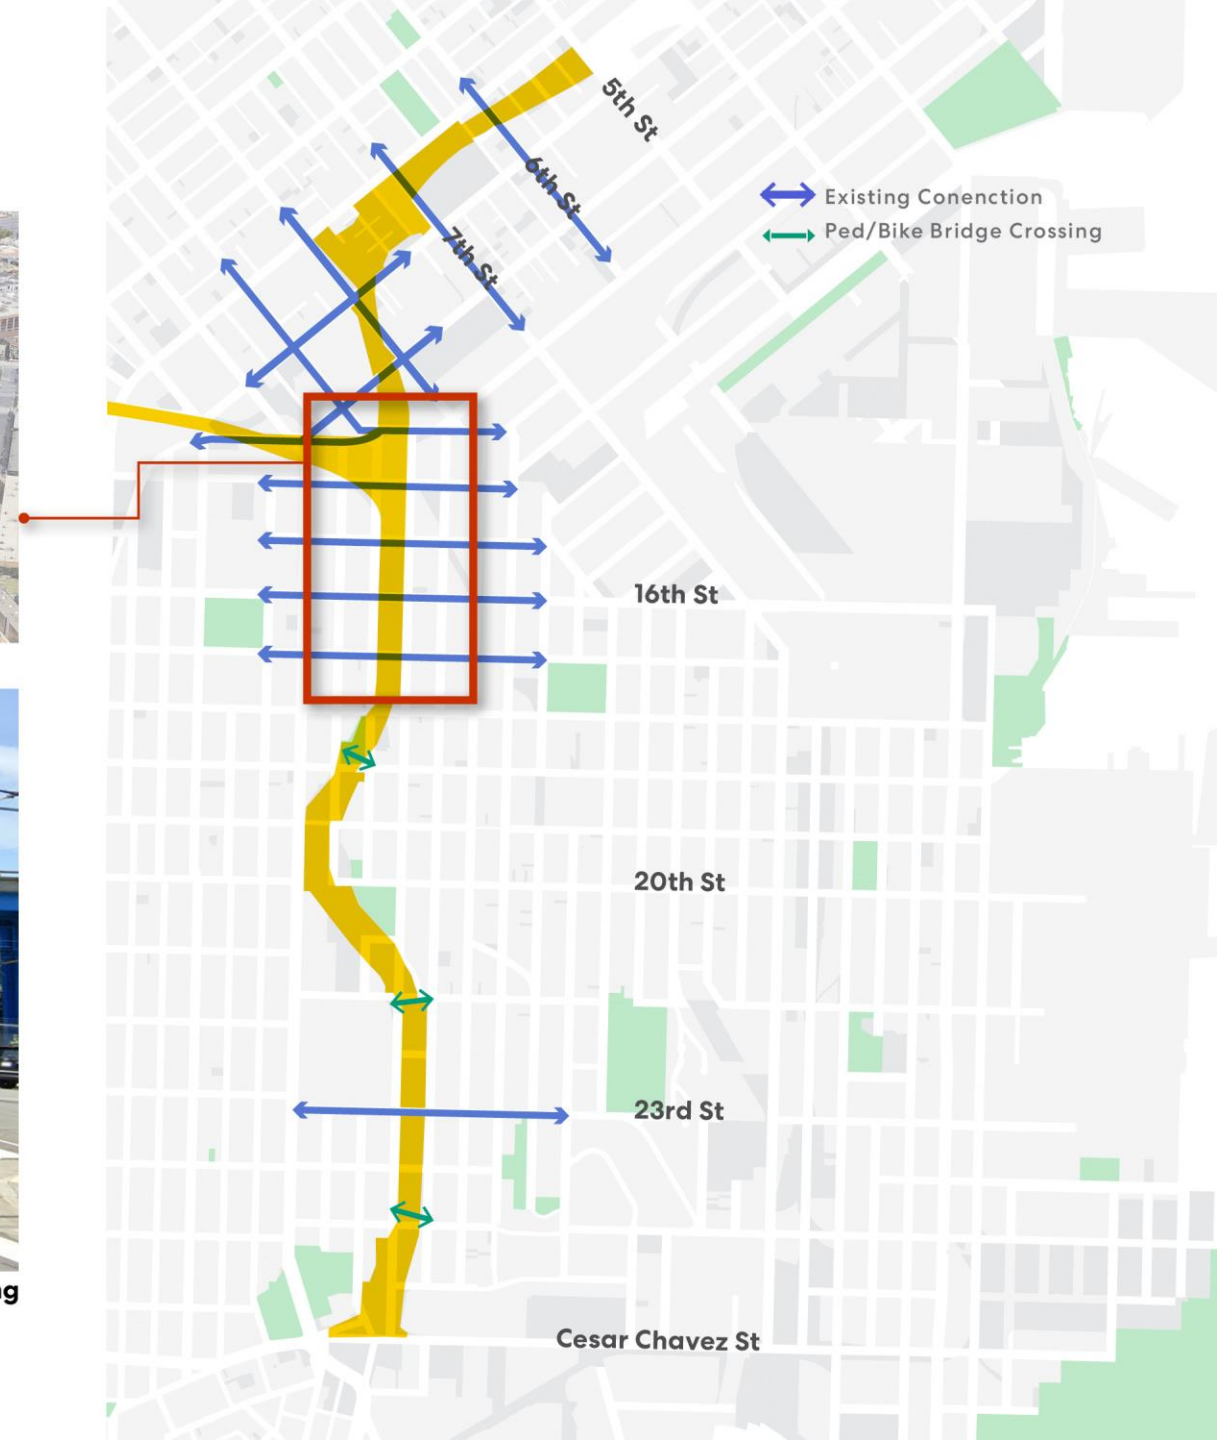 5th St
6th St
7th St
Existing Conenction
Ped/Bike Bridge Crossing
16th St
20th St
23rd St
Cesar Chavez St